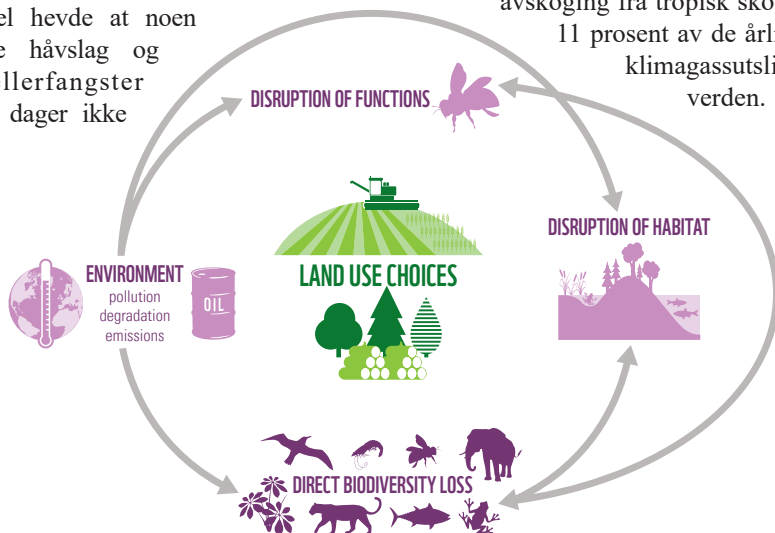 el hevde at noen
håvslag og
llerfangster
dager ikke
avskoging fra tropisk sko
11 prosent av de årli
klimagassutsli
verden.
DISRUPTION OF FUNCTIONS
DISRUPTION OF HABITAT
LAND USE CHOICES
ENVIRONMENT
pollution
degradation
emissions
OIL
DIRECT BIODIVERSITY LOSS